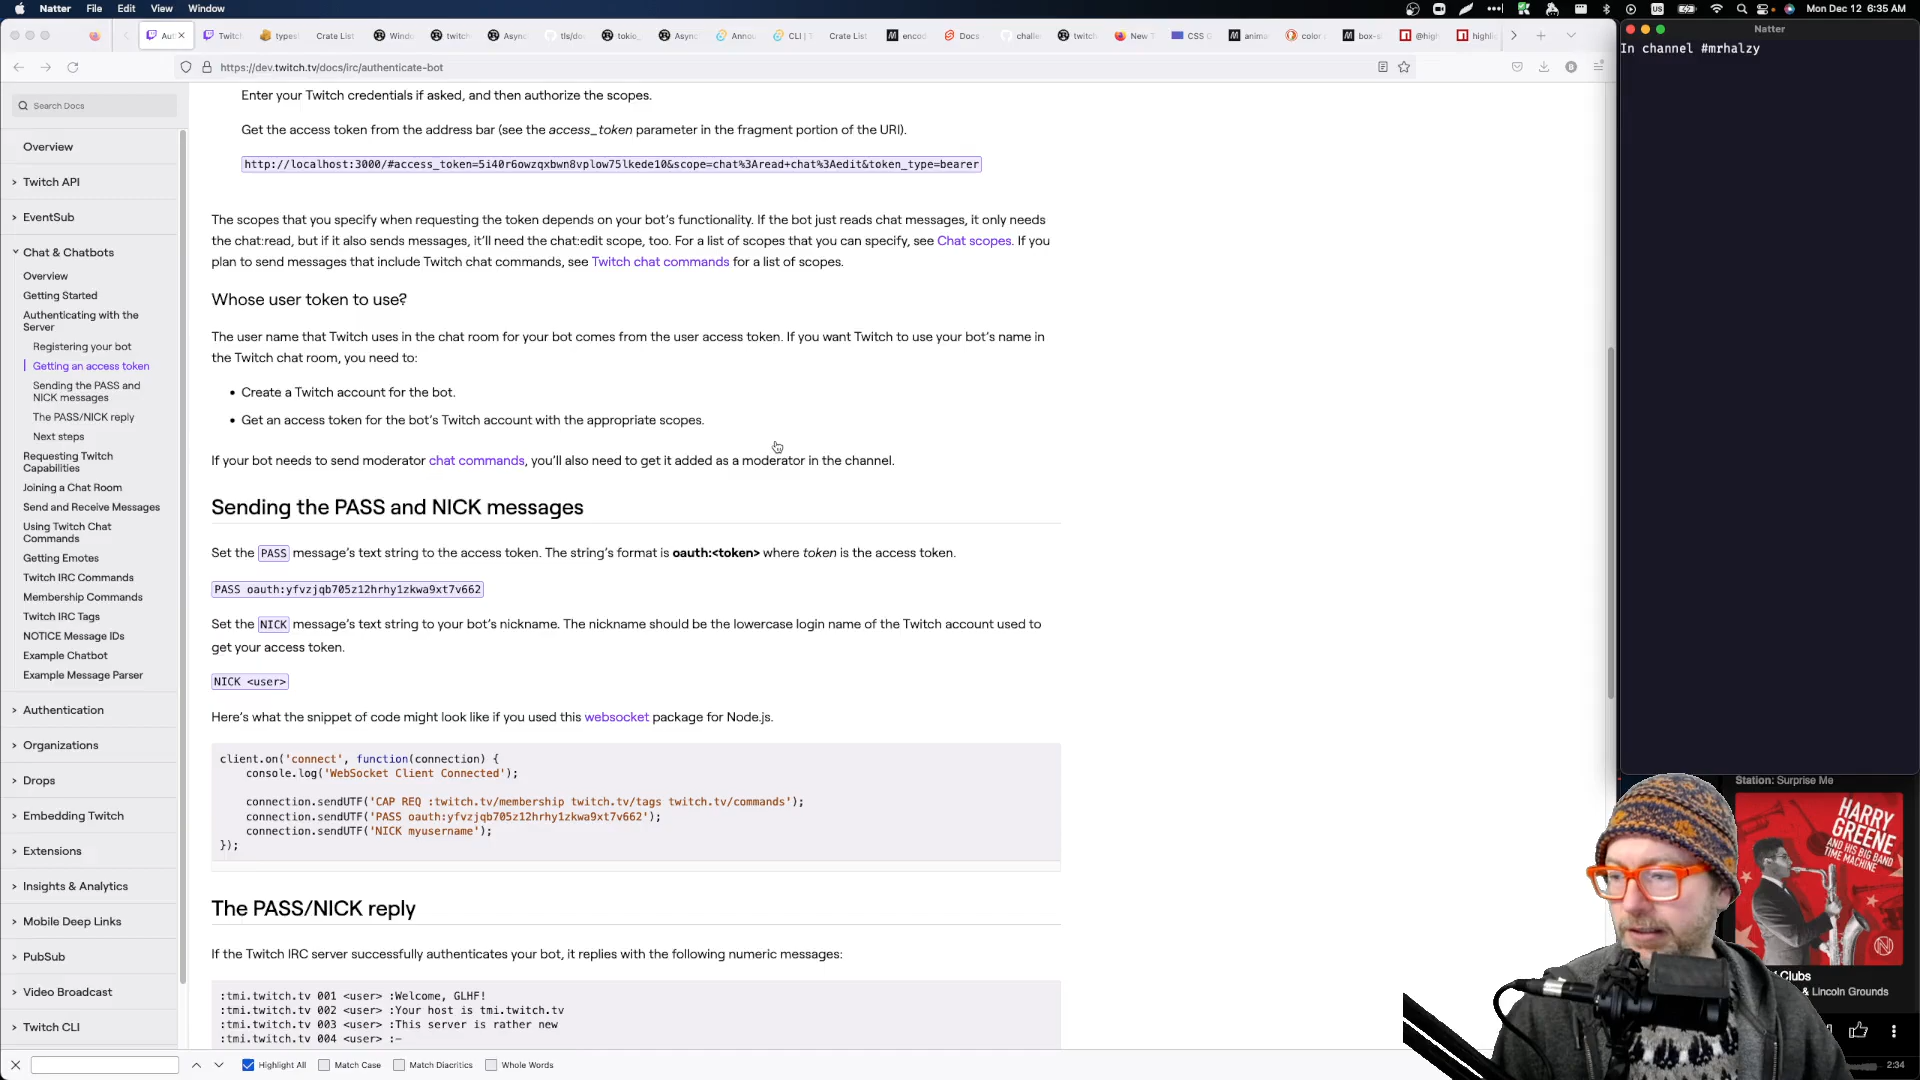 Natter File Edit View Window
Mon Dec 12 6:35 AM
Twitch
Crate List
Crate List
CSS
https://dev.twitch.tv/docs/irc/authenticate-bot
Natter
In channel #mrhalzy
Search Docs
Overview
Twitch API
EventSub
Chat & Chatbots
Overview
Getting Started
Authenticating with the
Server
Registering your bot
Getting an access token
Sending the PASS and
NICK messages
The PASS/NICK reply
Next steps
Requesting Twitch
Capabilities
Joining a Chat Room
Send and Receive Messages
Using Twitch Chat
Commands
Getting Emotes
Twitch IRC Commands
Membership Commands
Twitch IRC Tags
NOTICE Message IDs
Example Chatbot
Example Message Parser
Authentication
Organizations
Drops
Embedding Twitch
Extensions
Insights & Analytics
Mobile Deep Links
PubSub
Video Broadcast
Twitch CLI
Enter your Twitch credentials if asked, and then authorize the scopes.
Get the access token from the address bar (see the access_token parameter in the fragment portion of the URI).
http://localhost:3000/#access_token=5i40r6owzqxbwn8vplow75lkede10&scope=chat%3Aread+chat%3Aedit&token_type=bearer
The scopes that you specify when requesting the token depends on your bot's functionality. If the bot just reads chat messages, it only needs
the chat:read, but if it also sends messages, it'll need the chat:edit scope, too. For a list of scopes that you can specify, see Chat scopes. If you
plan to send messages that include Twitch chat commands, see Twitch chat commands for a list of scopes.
Whose user token to use?
The user name that Twitch uses in the chat room for your bot comes from the user access token. If you want Twitch to use your bot's name in
the Twitch chat room, you need to:
• Create a Twitch account for the bot.
• Get an access token for the bot's Twitch account with the appropriate scopes.
If your bot needs to send moderator chat commands, you'll also need to get it added as a moderator in the channel.
Sending the PASS and NICK messages
Set the PASS message's text string to the access token. The string's format is oauth:<token> where token is the access token.
PASS oauth:yfvzjqb705z12hrhy1zkwa9xt7v662
Set the NICK message's text string to your bot's nickname. The nickname should be the lowercase login name of the Twitch account used to
get your access token.
NICK <user>
Here's what the snippet of code might look like if you used this websocket package for Node.js.
client.on('connect', function(connection) {
console.log('WebSocket Client Connected');
connection.sendUTF('CAP REQ :twitch.tv/membership twitch.tv/tags twitch.tv/commands');
connection.sendUTF('PASS oauth:yfvzjqb705z12hrhy1zkwa9xt7v662');
connection.sendUTF('NICK myusername');
});
The PASS/NICK reply
If the Twitch IRC server successfully authenticates your bot, it replies with the following numeric messages:
:tmi.twitch.tv 001 <user> :Welcome, GLHF!
:tmi.twitch.tv 002 <user> :Your host is tmi.twitch.tv
:tmi.twitch.tv 003 <user> :This server is rather new
:tmi.twitch.tv 004 <user> :-
Highlight All Match Case Match Diacritics Whole Words
Station: Surprise Me
HARRY
GREENE
AND HIS BIG BAND
TIME MACHINE
Clubs
& Lincoln Grounds
2:34